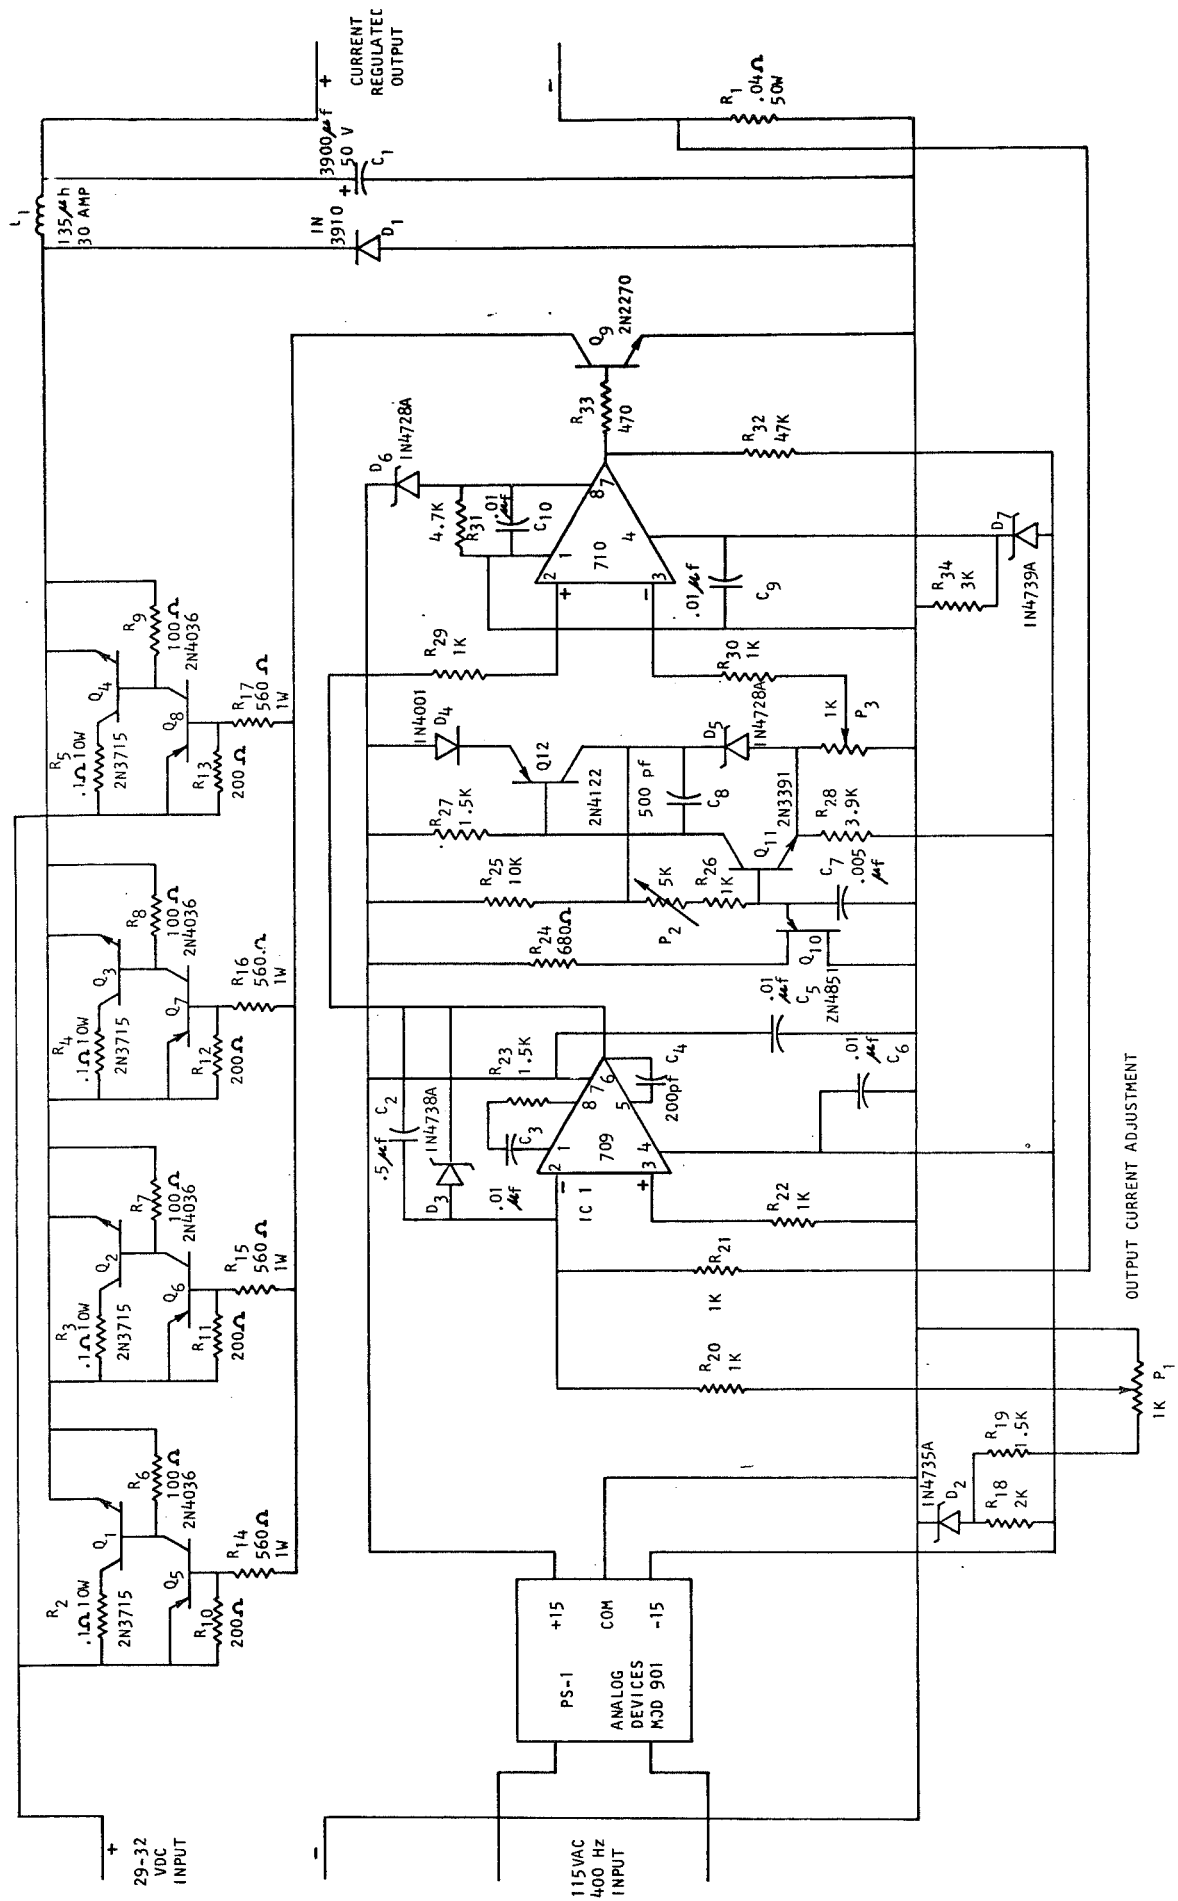 L1
135μh
30 AMP
CURRENT
REGULATED
OUTPUT
+
-
3900μf
50 V
+
C1
IN
3910
D1
R1
.04Ω
50W
R5
.1Ω10W
2N3715
Q4
R9
100Ω
2N4036
Q8
R13
200Ω
R17
560Ω
1W
R4
.1Ω10W
2N3715
Q3
R8
100Ω
2N4036
Q7
R12
200Ω
R16
560Ω
1W
R3
.1Ω10W
2N3715
Q2
R7
100Ω
2N4036
Q6
R11
200Ω
R15
560Ω
1W
R2
.1Ω10W
2N3715
Q1
R6
100Ω
2N4036
Q5
R10
200Ω
R14
560Ω
1W
+
29-32
VDC
INPUT
-
115VAC
400 Hz
INPUT
PS-1
ANALOG
DEVICES
MOD 901
+15
COM
-15
1N4735A
D2
R18
2K
R19
1.5K
1K P1
OUTPUT CURRENT ADJUSTMENT
R20
1K
R21
1K
R22
1K
IC 1
709
-
+
1
2
3
4
5
6
7
8
.5μf C2
1N4738A
D3
.01
μf
C3
R23
1.5K
200pf C4
.01
μf
C5
.01
μf
C6
R24
680Ω
Q10
2N4851
C7
.005
μf
R25
10K
P2
5K
R26
1K
R27
1.5K
Q11
2N3391
R28
3.9K
1N4001
D4
Q12
2N4122
500 pf
C8
D5
1N4728A
1K
P3
R29
1K
R30
1K
710
+
-
1
2
3
4
7
8
4.7K
R31
.01
μf
C10
D6
1N4728A
.01μf
C9
R32
47K
R33
470
Q9
2N2270
R34
3K
D7
1N4739A